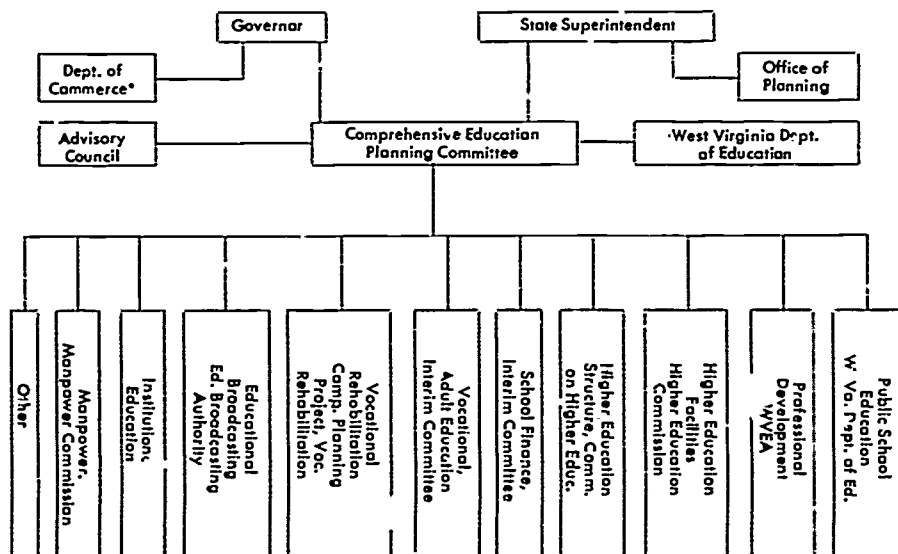 Governor
State Superintendent
Dept. of
Commerce*
Office of
Planning
Advisory
Council
Comprehensive Education
Planning Committee
West Virginia Dept.
of Education
Other
Manpower,
Manpower Commission
Institutional
Education
Educational
Broadcasting
Ed. Broadcasting
Authority
Vocational
Rehabilitation
Comp. Planning
Project, Voc.
Rehabilitation
Vocational,
Adult Education
Interim Committee
School Finance,
Interim Committee
Higher Education
Structure, Comm.
on Higher Educ.
Higher Education
Facilities
Higher Education
Commission
Professional
Development
WVEA
Public School
Education
W. Va. Dept. of Ed.